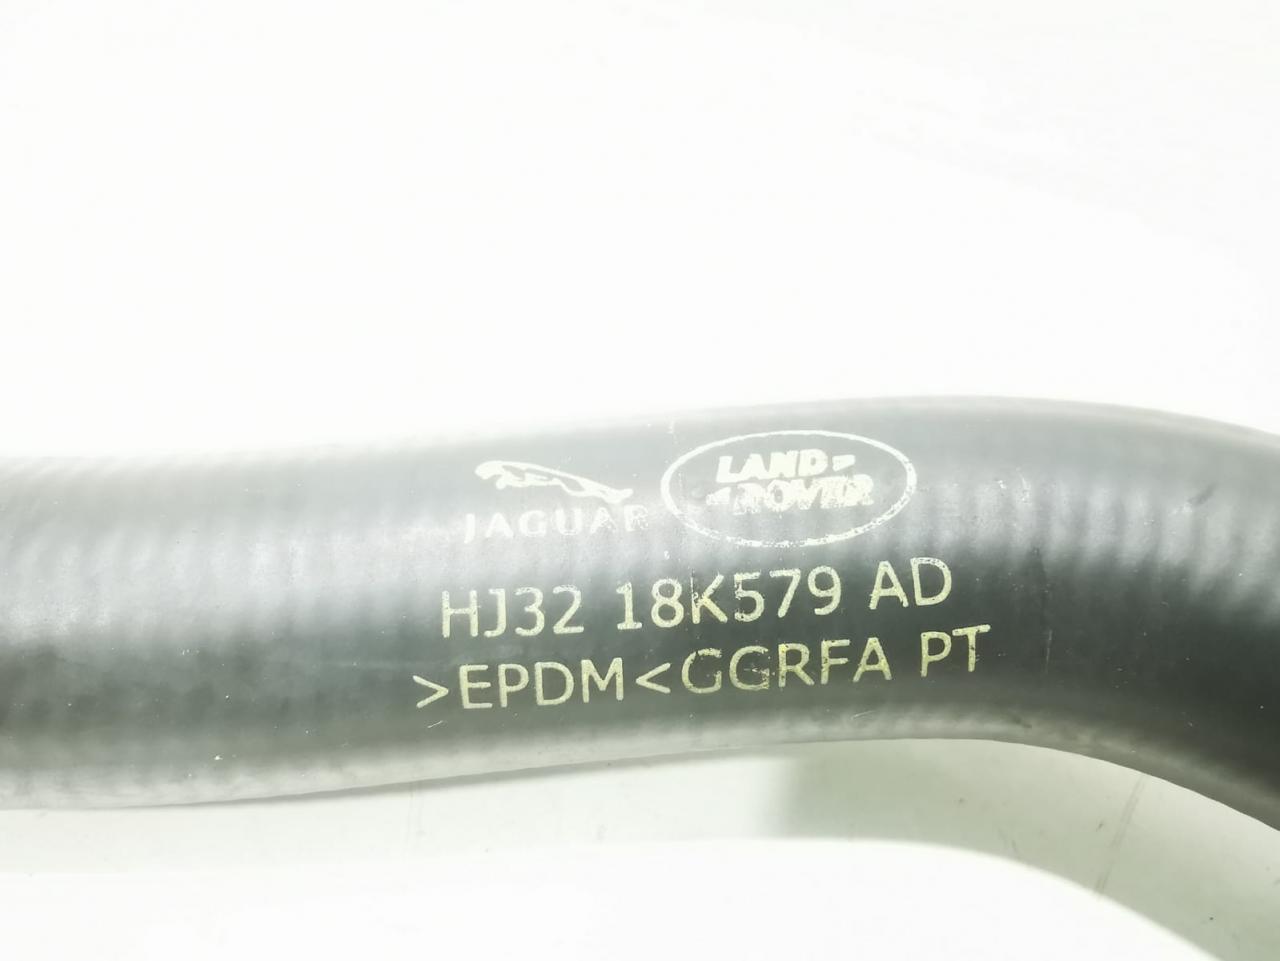 JAGUAR
LAND
ROVER
HJ32 18K579 AD
>EPDM<GGRFA PT